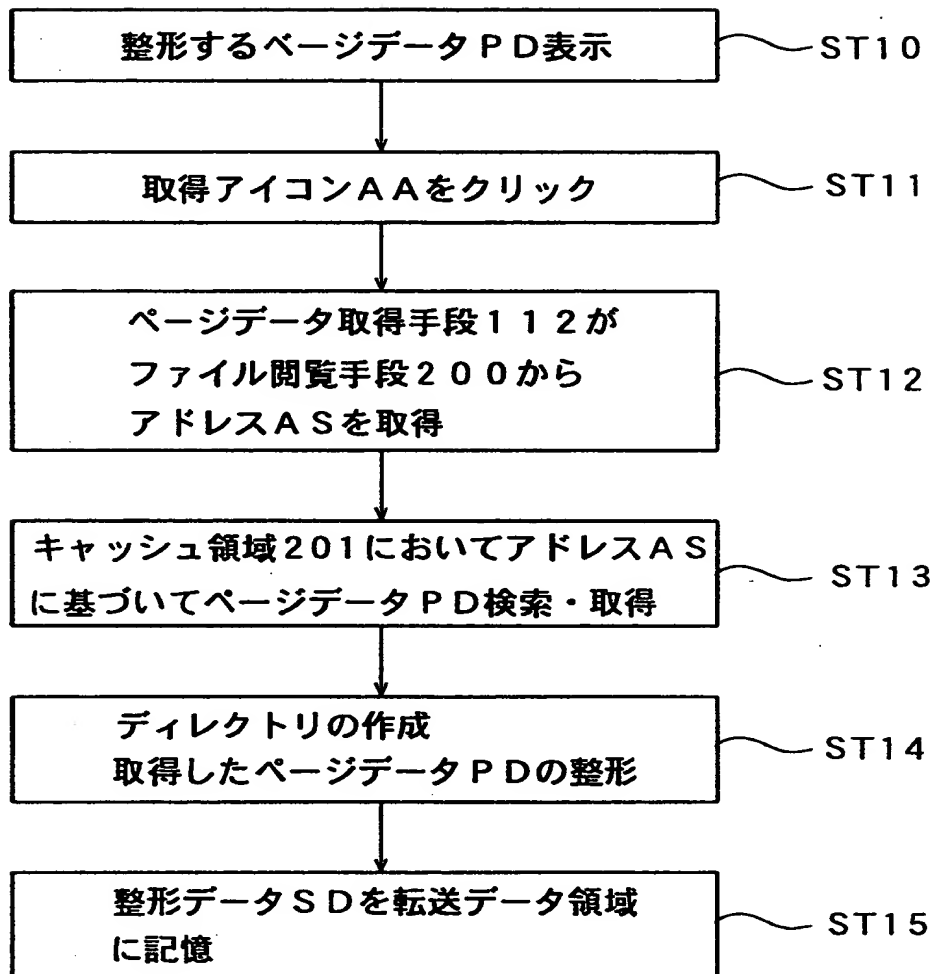 整形するページデータPD表示 ST10
取得アイコンAAをクリック ST11
ページデータ取得手段112が
ファイル閲覧手段200から ST12
アドレスASを取得
キャッシュ領域201においてアドレスAS
に基づいてページデータPD検索・取得 ST13
ディレクトリの作成
取得したページデータPDの整形 ST14
整形データSDを転送データ領域
に記憶 ST15